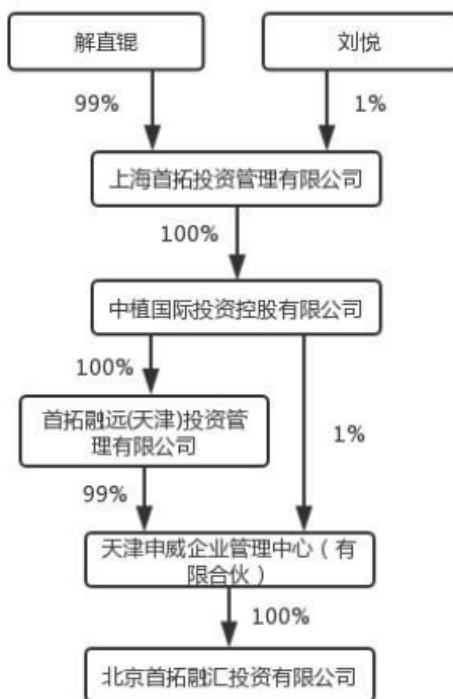 解直锟
刘悦
99%
1%
上海首拓投资管理有限公司
100%
中植国际投资控股有限公司
100%
首拓融远(天津)投资管
理有限公司
1%
99%
天津申威企业管理中心（有
限合伙）
100%
北京首拓融汇投资有限公司